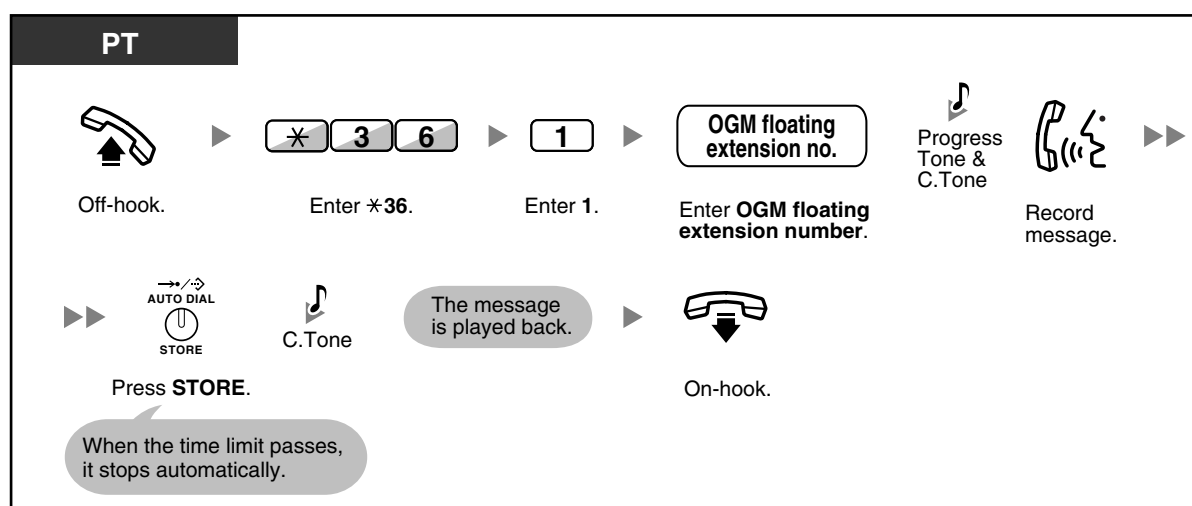 PT
✳ 3 6
1
OGM floating
extension no.
Progress
Tone &
C.Tone
Off-hook.
Enter ✳36.
Enter 1.
Enter OGM floating
extension number.
Record
message.
AUTO DIAL
STORE
C.Tone
The message
is played back.
Press STORE.
On-hook.
When the time limit passes,
it stops automatically.